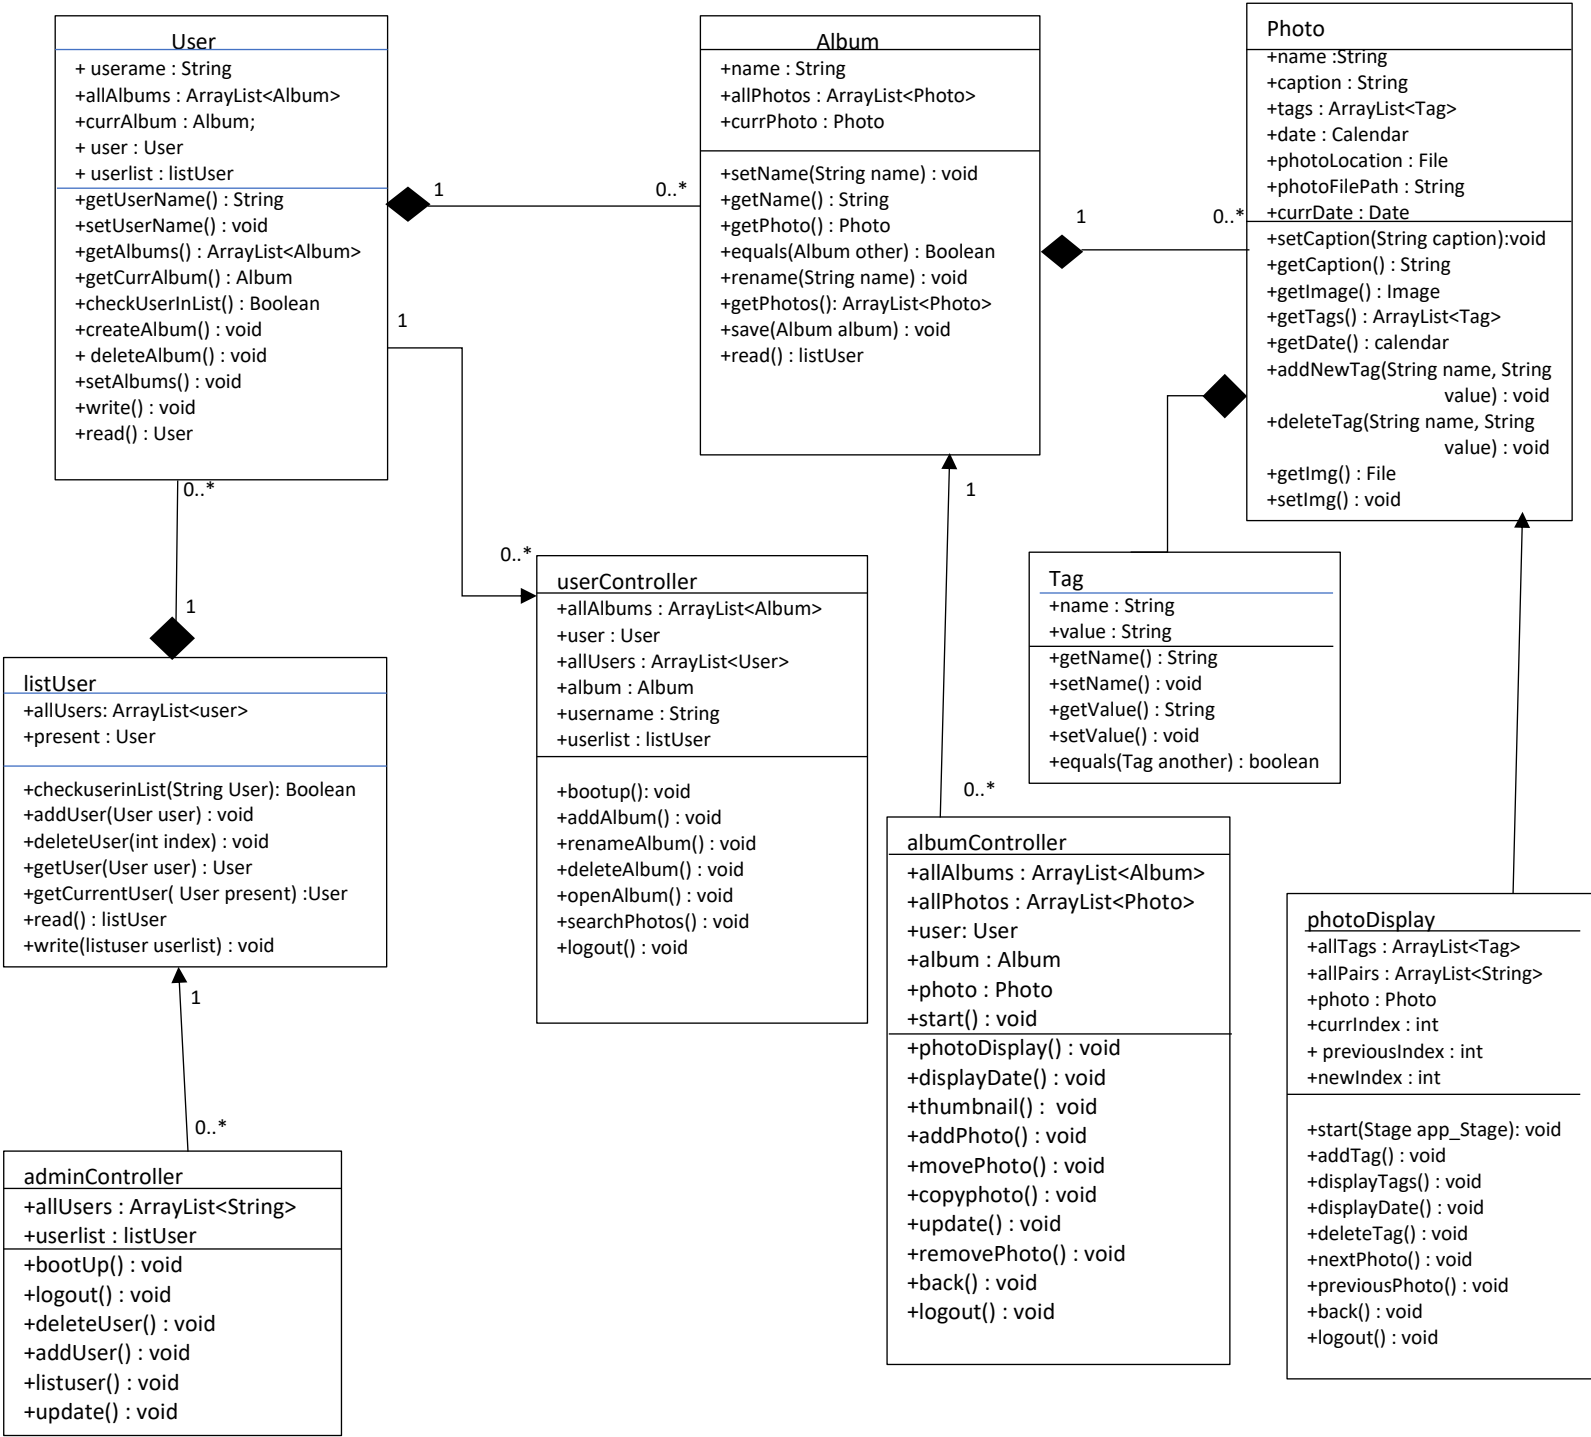 User
+ userame : String
+allAlbums : ArrayList<Album>
+currAlbum : Album;
+ user : User
+ userlist : listUser
+getUserName() : String
+setUserName() : void
+getAlbums() : ArrayList<Album>
+getCurrAlbum() : Album
+checkUserInList() : Boolean
+createAlbum() : void
+ deleteAlbum() : void
+setAlbums() : void
+write() : void
+read() : User
1
0..*
Album
+name : String
+allPhotos : ArrayList<Photo>
+currPhoto : Photo
+setName(String name) : void
+getName() : String
+getPhoto() : Photo
+equals(Album other) : Boolean
+rename(String name) : void
+getPhotos(): ArrayList<Photo>
+save(Album album) : void
+read() : listUser
1
0..*
Photo
+name :String
+caption : String
+tags : ArrayList<Tag>
+date : Calendar
+photoLocation : File
+photoFilePath : String
+currDate : Date
+setCaption(String caption):void
+getCaption() : String
+getImage() : Image
+getTags() : ArrayList<Tag>
+getDate() : calendar
+addNewTag(String name, String
value) : void
+deleteTag(String name, String
value) : void
+getImg() : File
+setImg() : void
1
0..*
0..*
1
listUser
+allUsers: ArrayList<user>
+present : User
+checkuserinList(String User): Boolean
+addUser(User user) : void
+deleteUser(int index) : void
+getUser(User user) : User
+getCurrentUser( User present) :User
+read() : listUser
+write(listuser userlist) : void
1
0..*
adminController
+allUsers : ArrayList<String>
+userlist : listUser
+bootUp() : void
+logout() : void
+deleteUser() : void
+addUser() : void
+listuser() : void
+update() : void
userController
+allAlbums : ArrayList<Album>
+user : User
+allUsers : ArrayList<User>
+album : Album
+username : String
+userlist : listUser
+bootup(): void
+addAlbum() : void
+renameAlbum() : void
+deleteAlbum() : void
+openAlbum() : void
+searchPhotos() : void
+logout() : void
1
0..*
albumController
+allAlbums : ArrayList<Album>
+allPhotos : ArrayList<Photo>
+user: User
+album : Album
+photo : Photo
+start() : void
+photoDisplay() : void
+displayDate() : void
+thumbnail() :  void
+addPhoto() : void
+movePhoto() : void
+copyphoto() : void
+update() : void
+removePhoto() : void
+back() : void
+logout() : void
Tag
+name : String
+value : String
+getName() : String
+setName() : void
+getValue() : String
+setValue() : void
+equals(Tag another) : boolean
photoDisplay
+allTags : ArrayList<Tag>
+allPairs : ArrayList<String>
+photo : Photo
+currIndex : int
+ previousIndex : int
+newIndex : int
+start(Stage app_Stage): void
+addTag() : void
+displayTags() : void
+displayDate() : void
+deleteTag() : void
+nextPhoto() : void
+previousPhoto() : void
+back() : void
+logout() : void